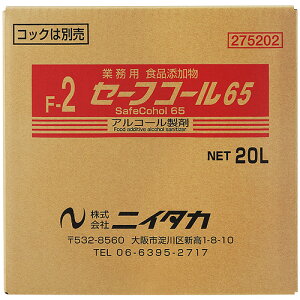 コックは別売
275202
業務用 食品添加物
F-2 セーフコール65
SafeCohol 65
アルコール製剤
Food additive alcohol sanitizer
NET 20L
株式会社 ニイタカ
〒532-8560 大阪市淀川区新高1-8-10
TEL 06-6395-2717